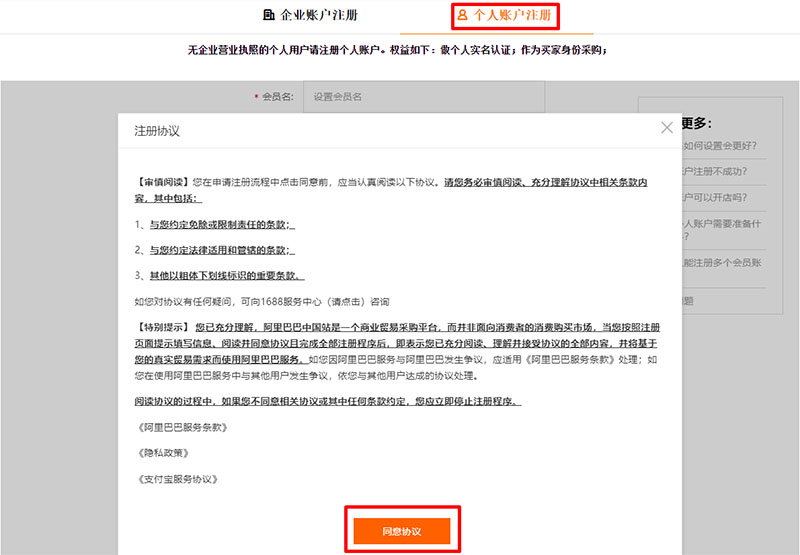 企业账户注册
个人账户注册
无企业营业执照的个人用户请注册个人账户。权益如下：做个人实名认证；作为买家身份采购；
* 会员名:
设置会员名
注册协议
【审慎阅读】您在申请注册流程中点击同意前，应当认真阅读以下协议。请您务必审慎阅读、充分理解协议中相关条款内
容，其中包括：
1、与您约定免除或限制责任的条款；
2、与您约定法律适用和管辖的条款；
3、其他以粗体下划线标识的重要条款。
如您对协议有任何疑问，可向1688服务中心（请点击）咨询
【特别提示】您已充分理解，阿里巴巴中国站是一个商业贸易采购平台，而并非面向消费者的消费购买市场，当您按照注册
页面提示填写信息、阅读并同意协议且完成全部注册程序后，即表示您已充分阅读、理解并接受协议的全部内容，并将基于
您的真实贸易需求而使用阿里巴巴服务。如您因阿里巴巴服务与阿里巴巴发生争议，应适用《阿里巴巴服务条款》处理；如
您在使用阿里巴巴服务中与其他用户发生争议，依您与其他用户达成的协议处理。
阅读协议的过程中，如果您不同意相关协议或其中任何条款约定，您应立即停止注册程序。
《阿里巴巴服务条款》
《隐私政策》
《支付宝服务协议》
同意协议
更多：
如何设置会更好？
户注册不成功？
户可以开店吗？
人账户需要准备什
？
能注册多个会员账
题